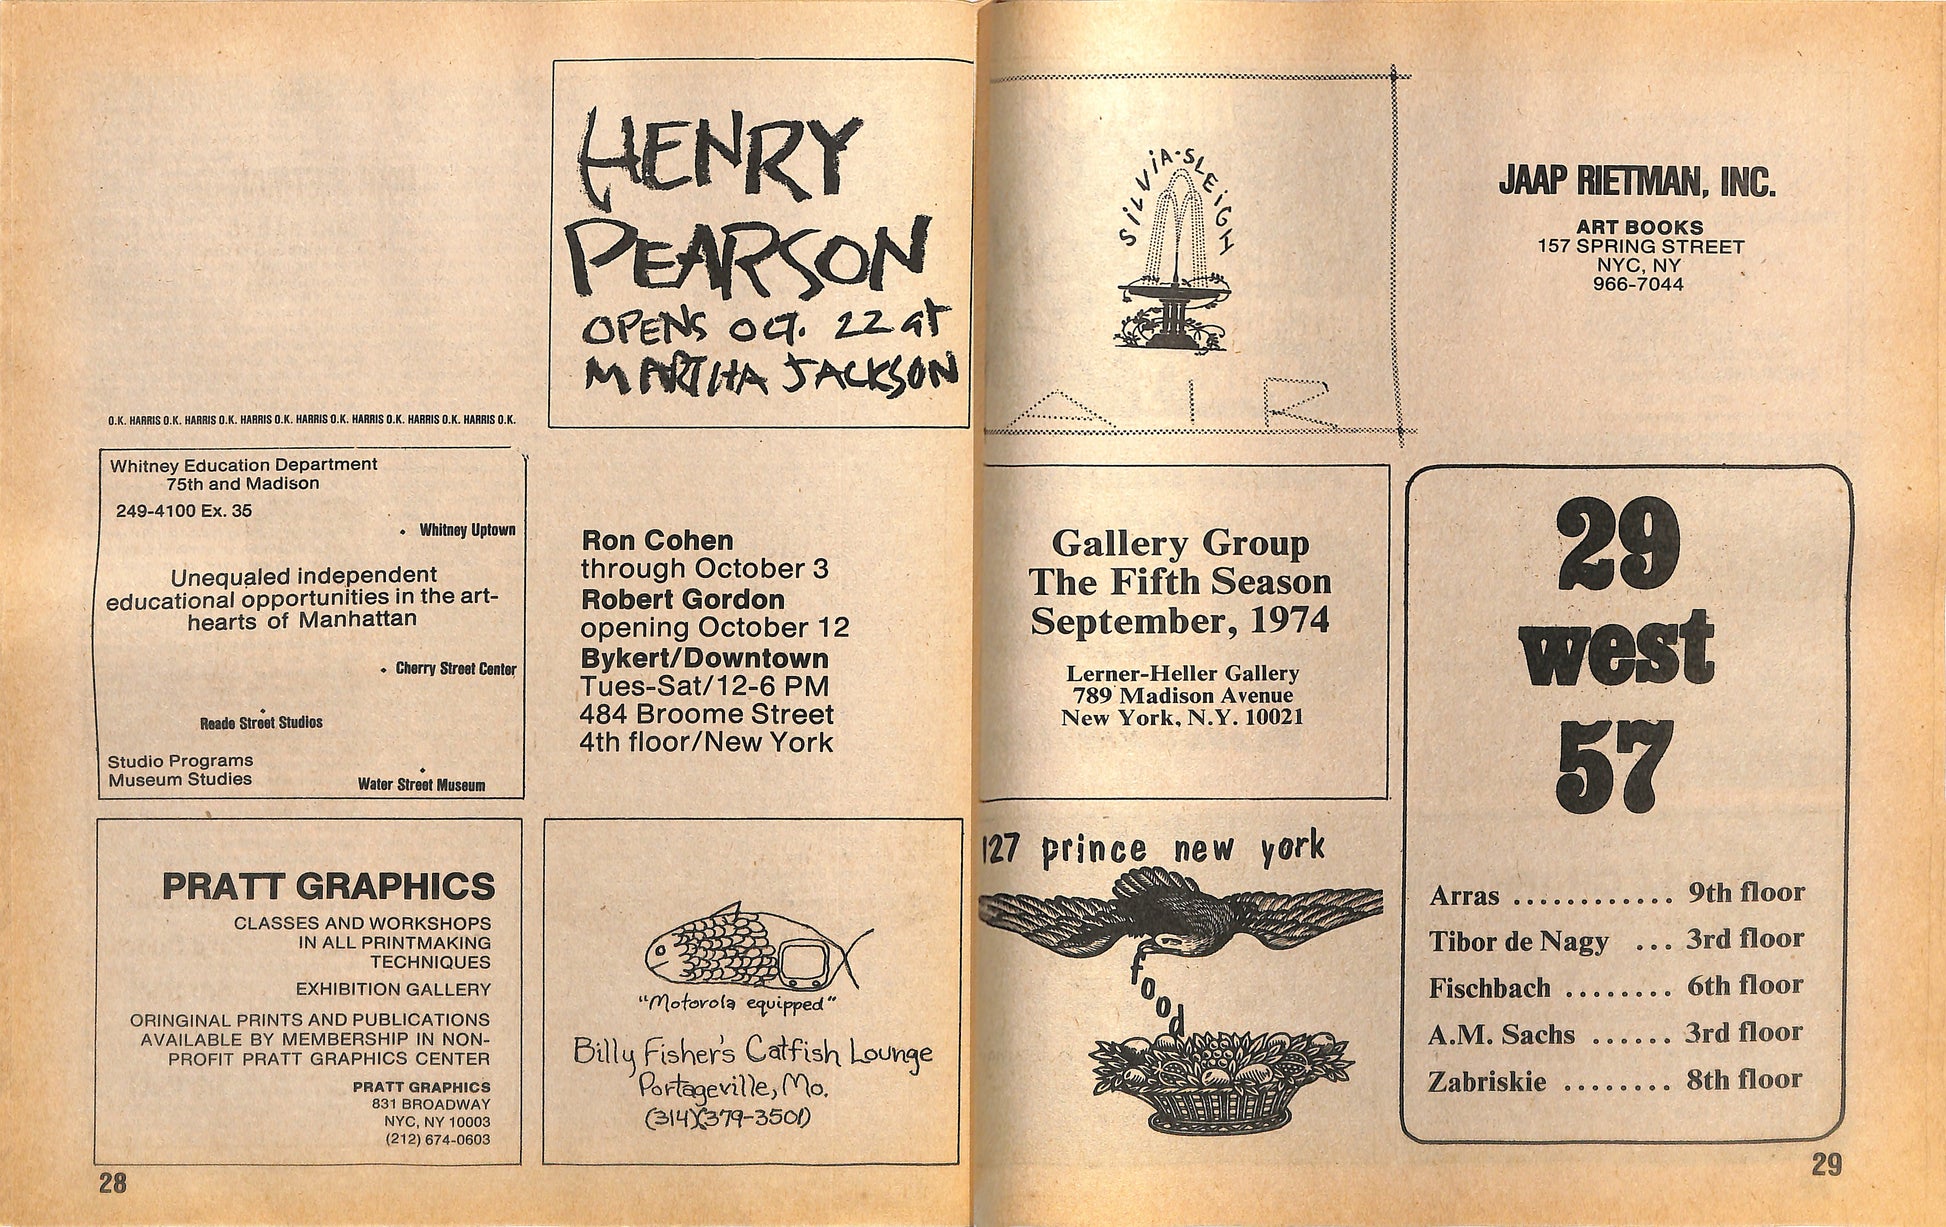 O.K. HARRIS O.K. HARRIS O.K. HARRIS O.K. HARRIS O.K. HARRIS O.K. HARRIS O.K. HARRIS O.K.
HENRY
PEARSON
OPENS OCT. 22 at
MARTHA JACKSON
Whitney Education Department
75th and Madison
249-4100 Ex. 35
• Whitney Uptown
Unequaled independent
educational opportunities in the art-
hearts of Manhattan
• Cherry Street Center
Reade Street Studios
Studio Programs
Museum Studies
Water Street Museum
Ron Cohen
through October 3
Robert Gordon
opening October 12
Bykert/Downtown
Tues-Sat/12-6 PM
484 Broome Street
4th floor/New York
PRATT GRAPHICS
CLASSES AND WORKSHOPS
IN ALL PRINTMAKING
TECHNIQUES
EXHIBITION GALLERY
ORINGINAL PRINTS AND PUBLICATIONS
AVAILABLE BY MEMBERSHIP IN NON-
PROFIT PRATT GRAPHICS CENTER
PRATT GRAPHICS
831 BROADWAY
NYC, NY 10003
(212) 674-0603
"Motorola equipped"
Billy Fisher's Catfish Lounge
Portageville, Mo.
(314)(379-3501)
28
SiLViA·SLEiGH
AIR
JAAP RIETMAN, INC.
ART BOOKS
157 SPRING STREET
NYC, NY
966-7044
Gallery Group
The Fifth Season
September, 1974
Lerner-Heller Gallery
789 Madison Avenue
New York, N.Y. 10021
127 prince new york
food
29
west
57
Arras ............ 9th floor
Tibor de Nagy ... 3rd floor
Fischbach ........ 6th floor
A.M. Sachs ...... 3rd floor
Zabriskie ........ 8th floor
29